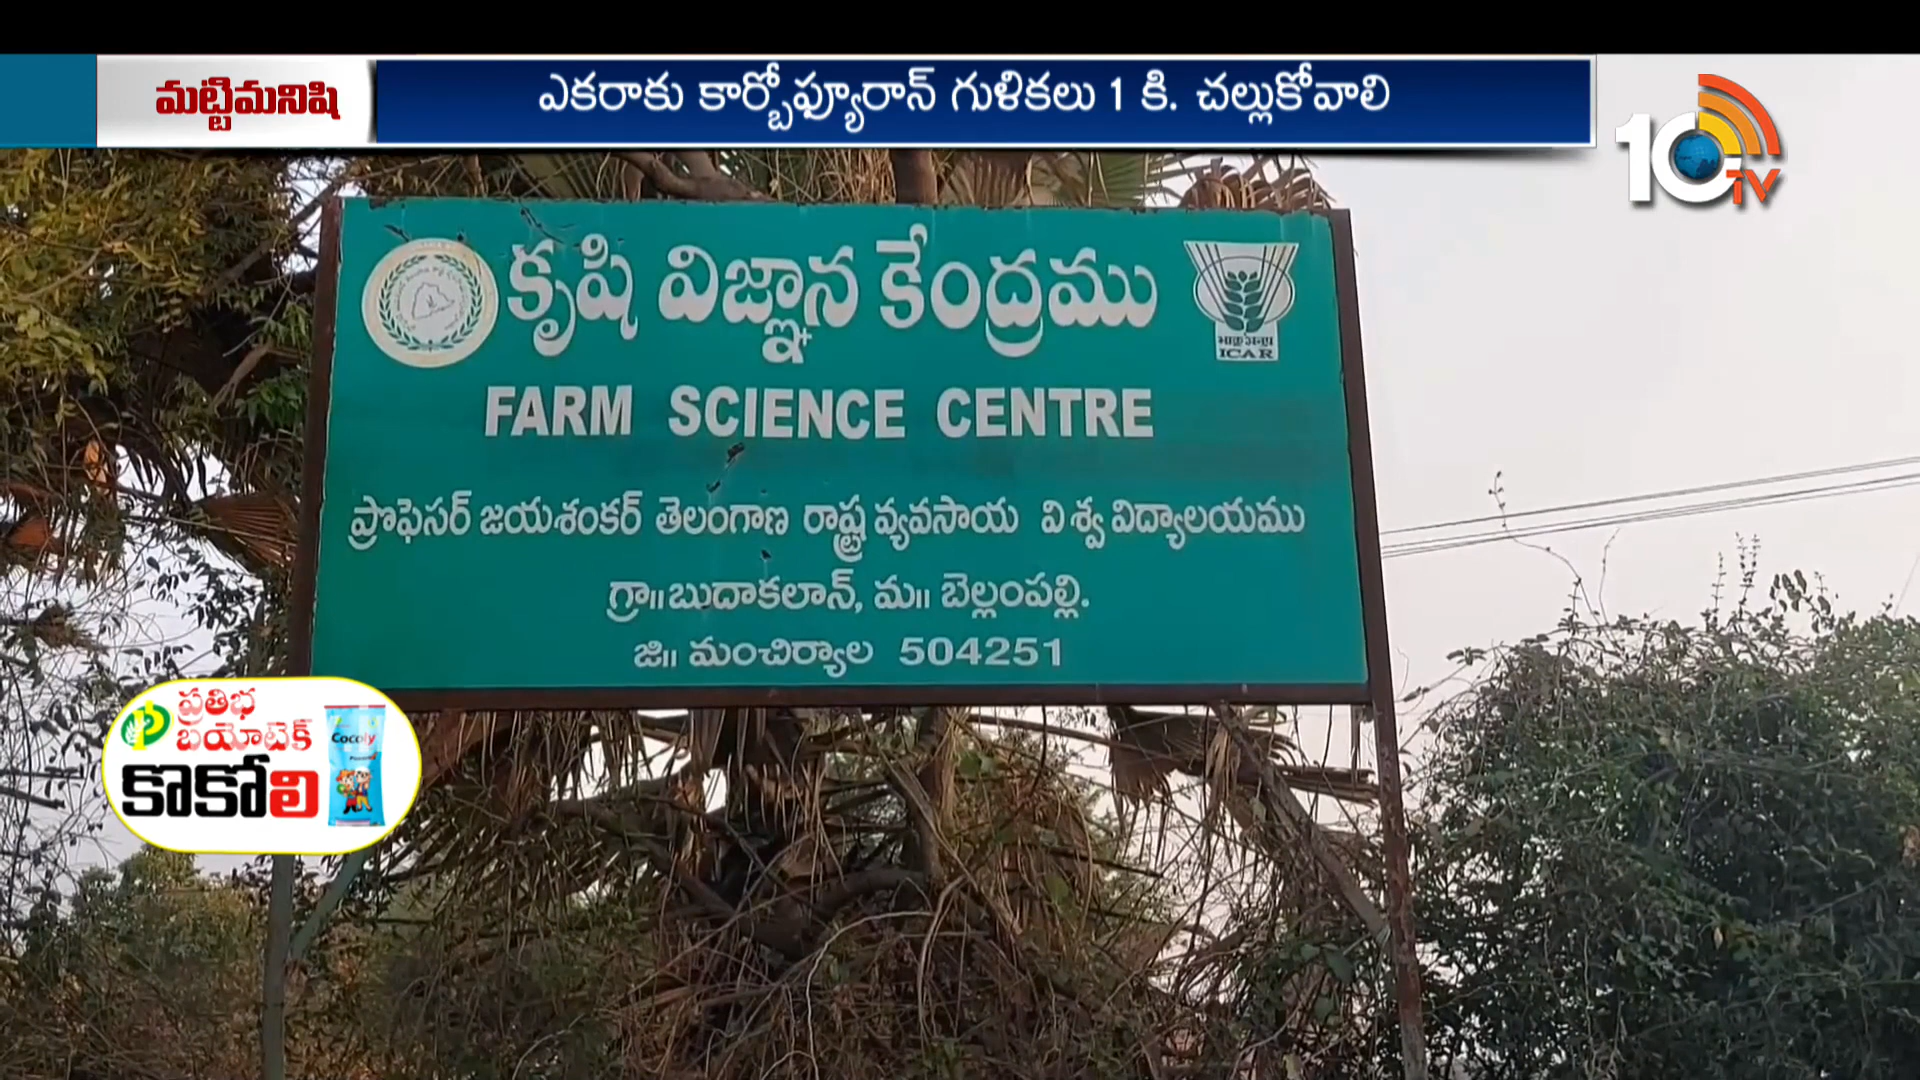 మట్టిమనిషి
ఎకరాకు కార్బోఫ్యూరాన్ గుళికలు 1 కి. చల్లుకోవాలి
10TV
కృషి విజ్ఞాన కేంద్రము
ICAR
FARM SCIENCE CENTRE
ప్రొఫెసర్ జయశంకర్ తెలంగాణ రాష్ట్ర వ్యవసాయ విశ్వవిద్యాలయము
గ్రా॥బుదాకలాన్, మ॥ బెల్లంపల్లి.
జి॥ మంచిర్యాల 504251
ప్రతిభ
బయోటెక్
కొకోలి
Cocoly